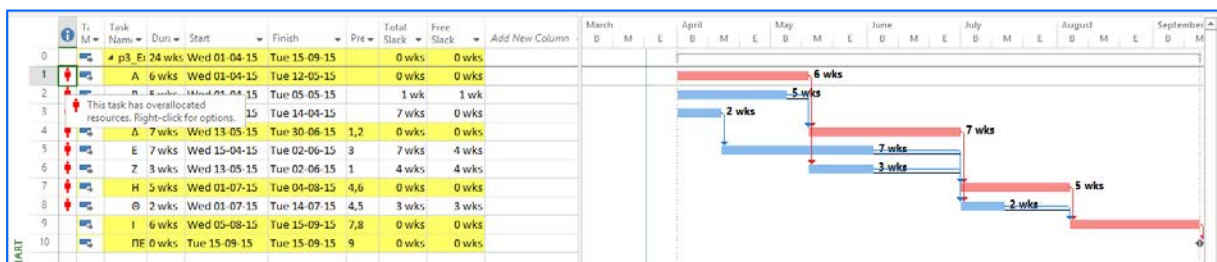 March April May June July August September
B M E B M E B M E B M E B M E B M E B M
Task Total Free
Name Dura Start Finish Pre Slack Slack Add New Column
0 24 wks Wed 01-04-15 Tue 15-09-15 0 wks 0 wks
1 Α 6 wks Wed 01-04-15 Tue 12-05-15 0 wks 0 wks 6 wks
2 Tue 05-05-15 1 wk 1 wk 5 wks
This task has overallocated
resources. Right-click for options.
3 15 Tue 14-04-15 7 wks 0 wks 2 wks
4 Δ 7 wks Wed 13-05-15 Tue 30-06-15 1,2 0 wks 0 wks 7 wks
5 Ε 7 wks Wed 15-04-15 Tue 02-06-15 3 7 wks 4 wks 7 wks
6 Ζ 3 wks Wed 13-05-15 Tue 02-06-15 1 4 wks 4 wks 3 wks
7 Η 5 wks Wed 01-07-15 Tue 04-08-15 4,6 0 wks 0 wks 5 wks
8 Θ 2 wks Wed 01-07-15 Tue 14-07-15 4,5 3 wks 3 wks 2 wks
9 Ι 6 wks Wed 05-08-15 Tue 15-09-15 7,8 0 wks 0 wks
10 ΠΕ 0 wks Tue 15-09-15 Tue 15-09-15 9 0 wks 0 wks